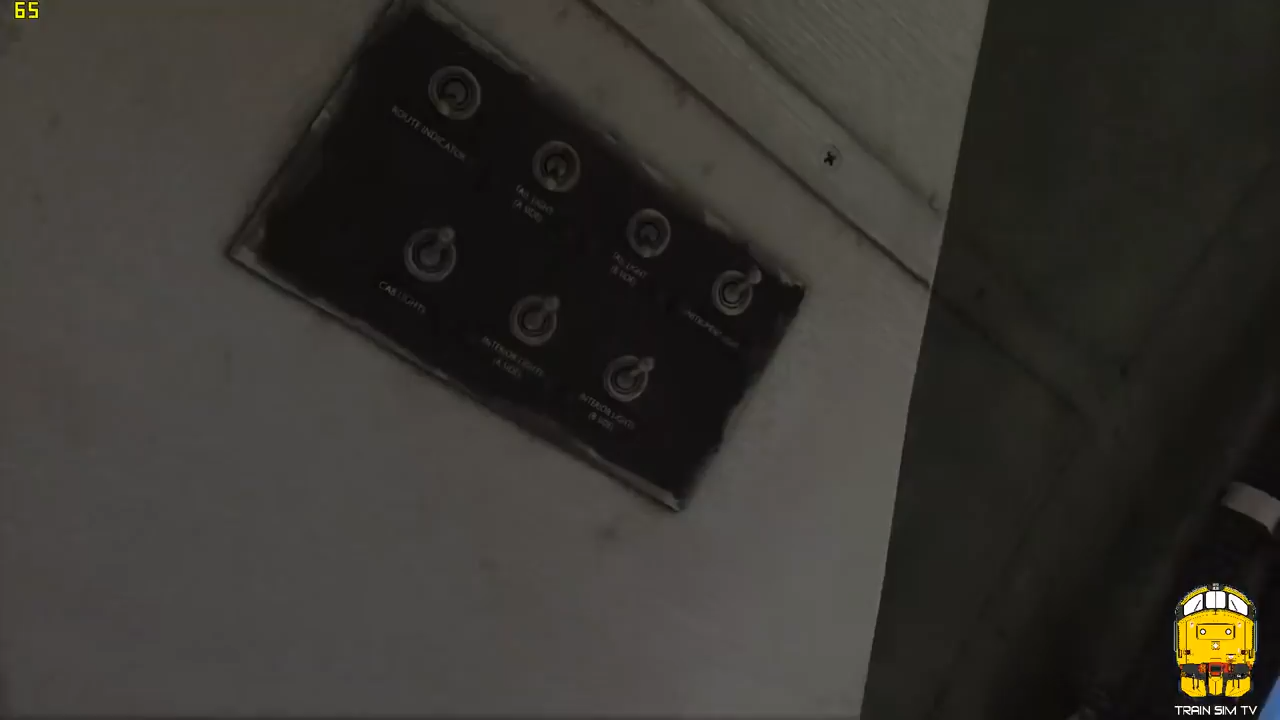 65
ROUTE INDICATOR
TAIL LIGHT
(A SIDE)
TAIL LIGHT
(B SIDE)
CAB LIGHTS
INTERIOR LIGHTS
(A SIDE)
INTERIOR LIGHTS
(B SIDE)
TRAIN SIM TV